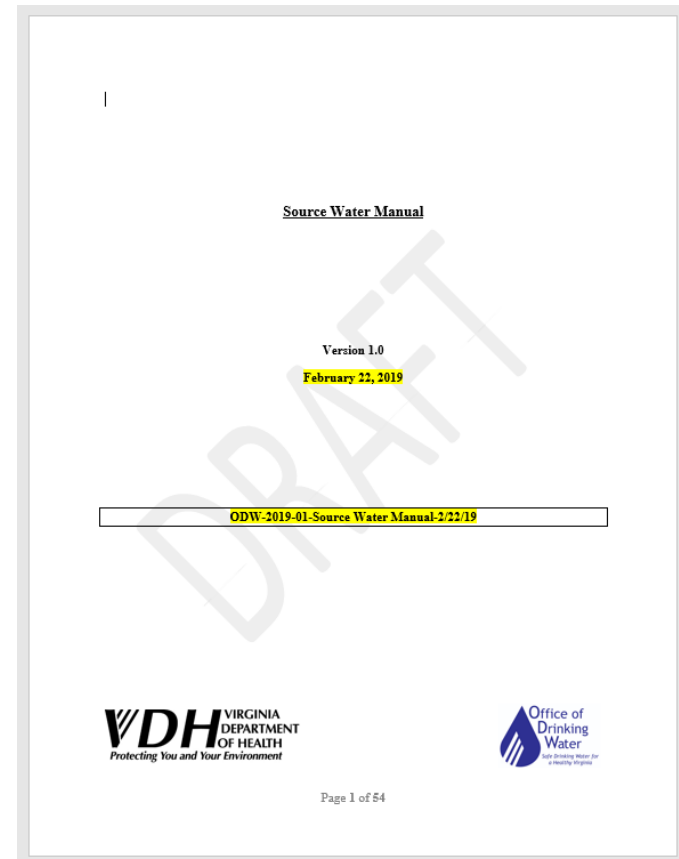 Source Water Manual
DRAFT
Version 1.0
February 22, 2019
ODW-2019-01-Source Water Manual-2/22/19
VDH VIRGINIA
DEPARTMENT
OF HEALTH
Protecting You and Your Environment
Office of
Drinking
Water
Safe Drinking Water for
a Healthy Virginia
Page 1 of 54